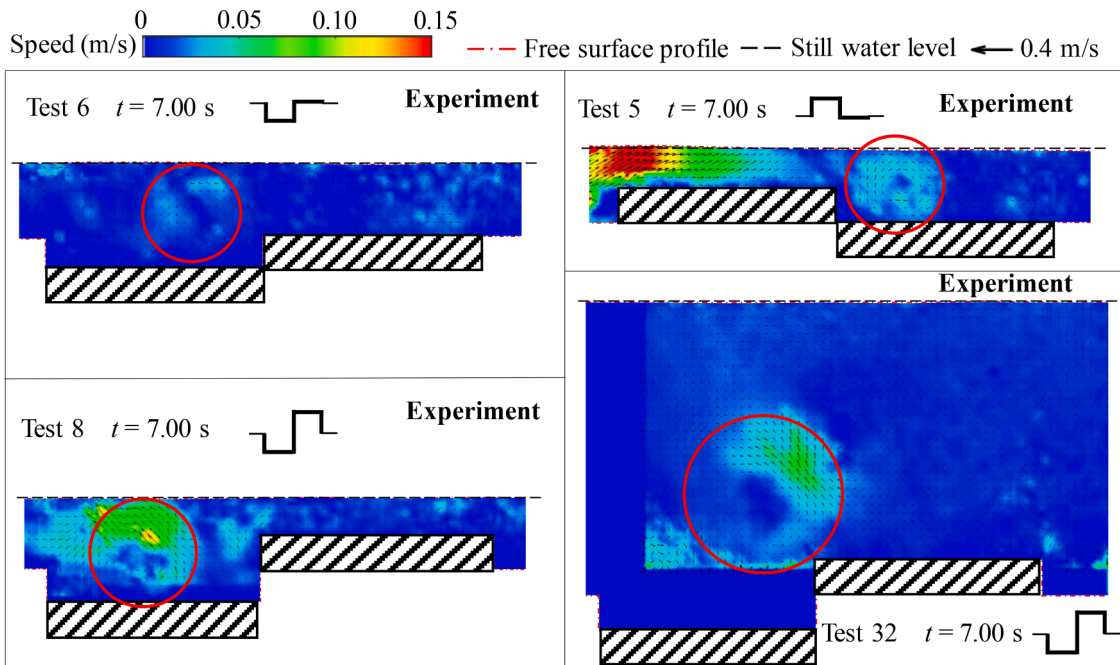 0 0.05 0.10 0.15
Speed (m/s)
Free surface profile
Still water level
0.4 m/s
Test 6 t = 7.00 s
Experiment
Test 5 t = 7.00 s
Experiment
Test 8 t = 7.00 s
Experiment
Experiment
Test 32 t = 7.00 s